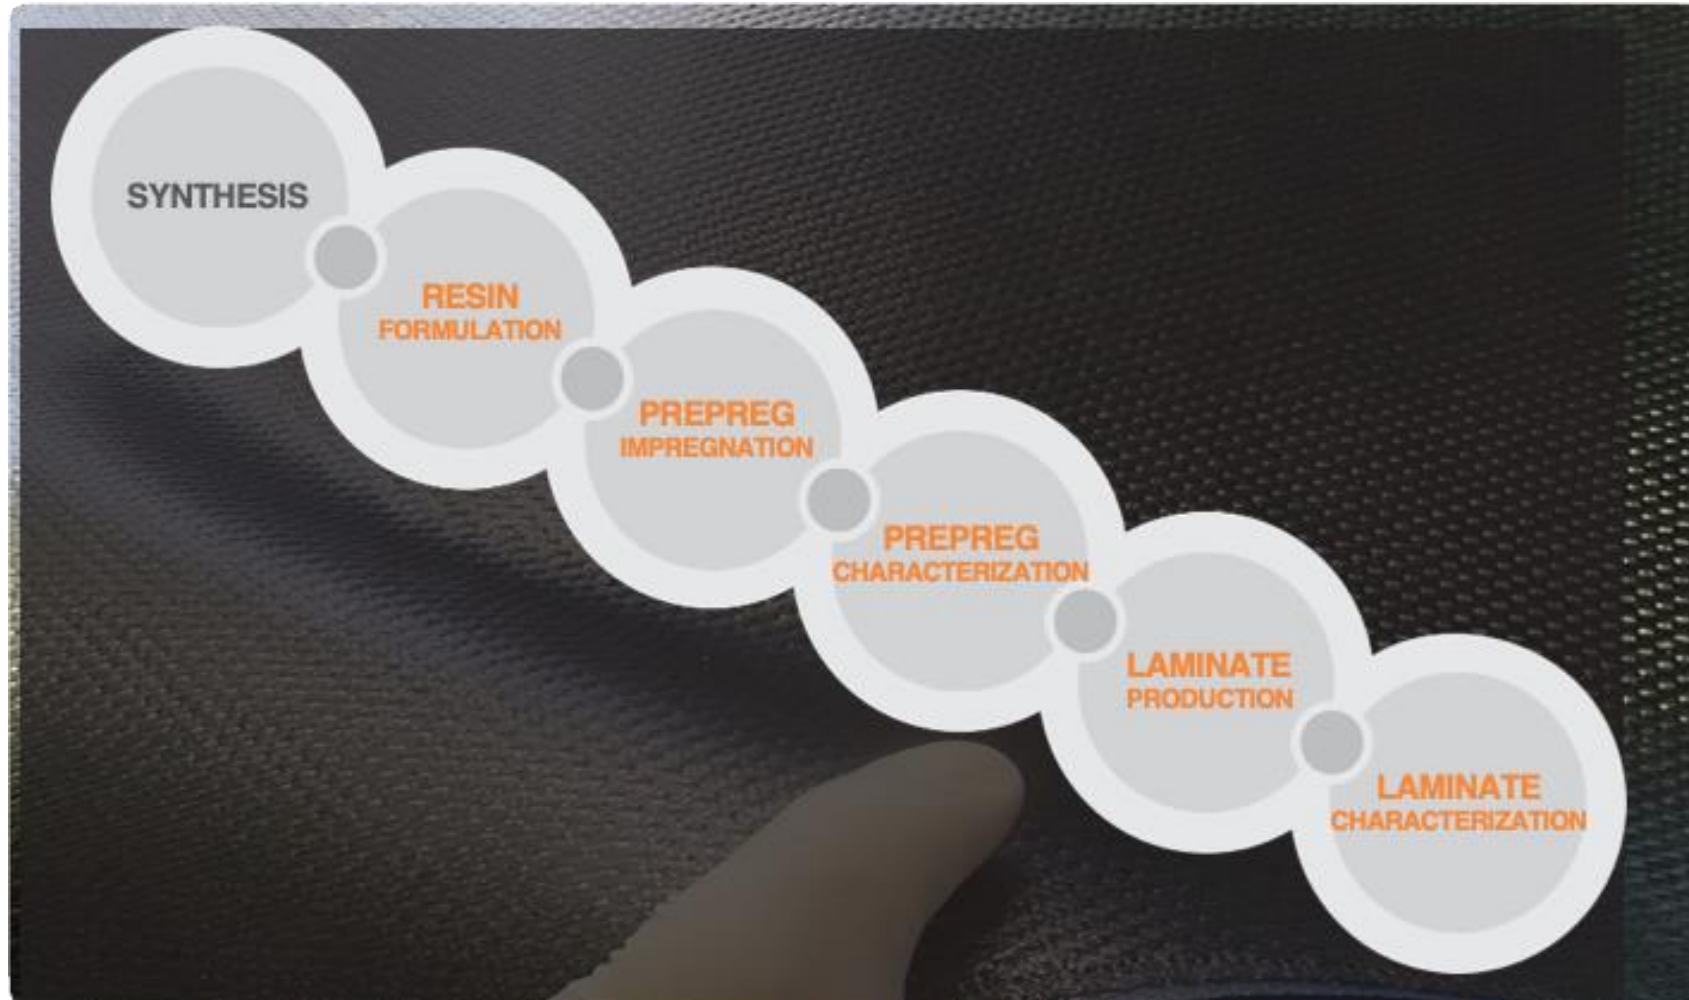 SYNTHESIS
RESIN
FORMULATION
PREPREG
IMPREGNATION
PREPREG
CHARACTERIZATION
LAMINATE
PRODUCTION
LAMINATE
CHARACTERIZATION